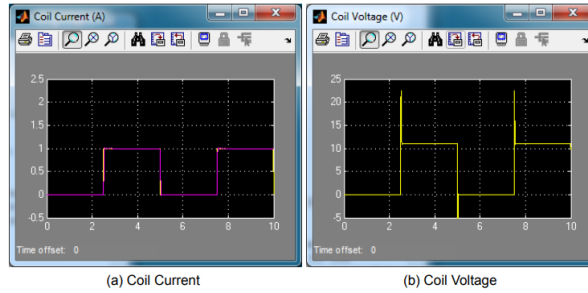 Coil Current (A)
2.5
2
1.5
1
0.5
0
-0.5
0 2 4 6 8 10
Time offset: 0
(a) Coil Current
Coil Voltage (V)
25
20
15
10
5
0
-5
0 2 4 6 8 10
Time offset: 0
(b) Coil Voltage